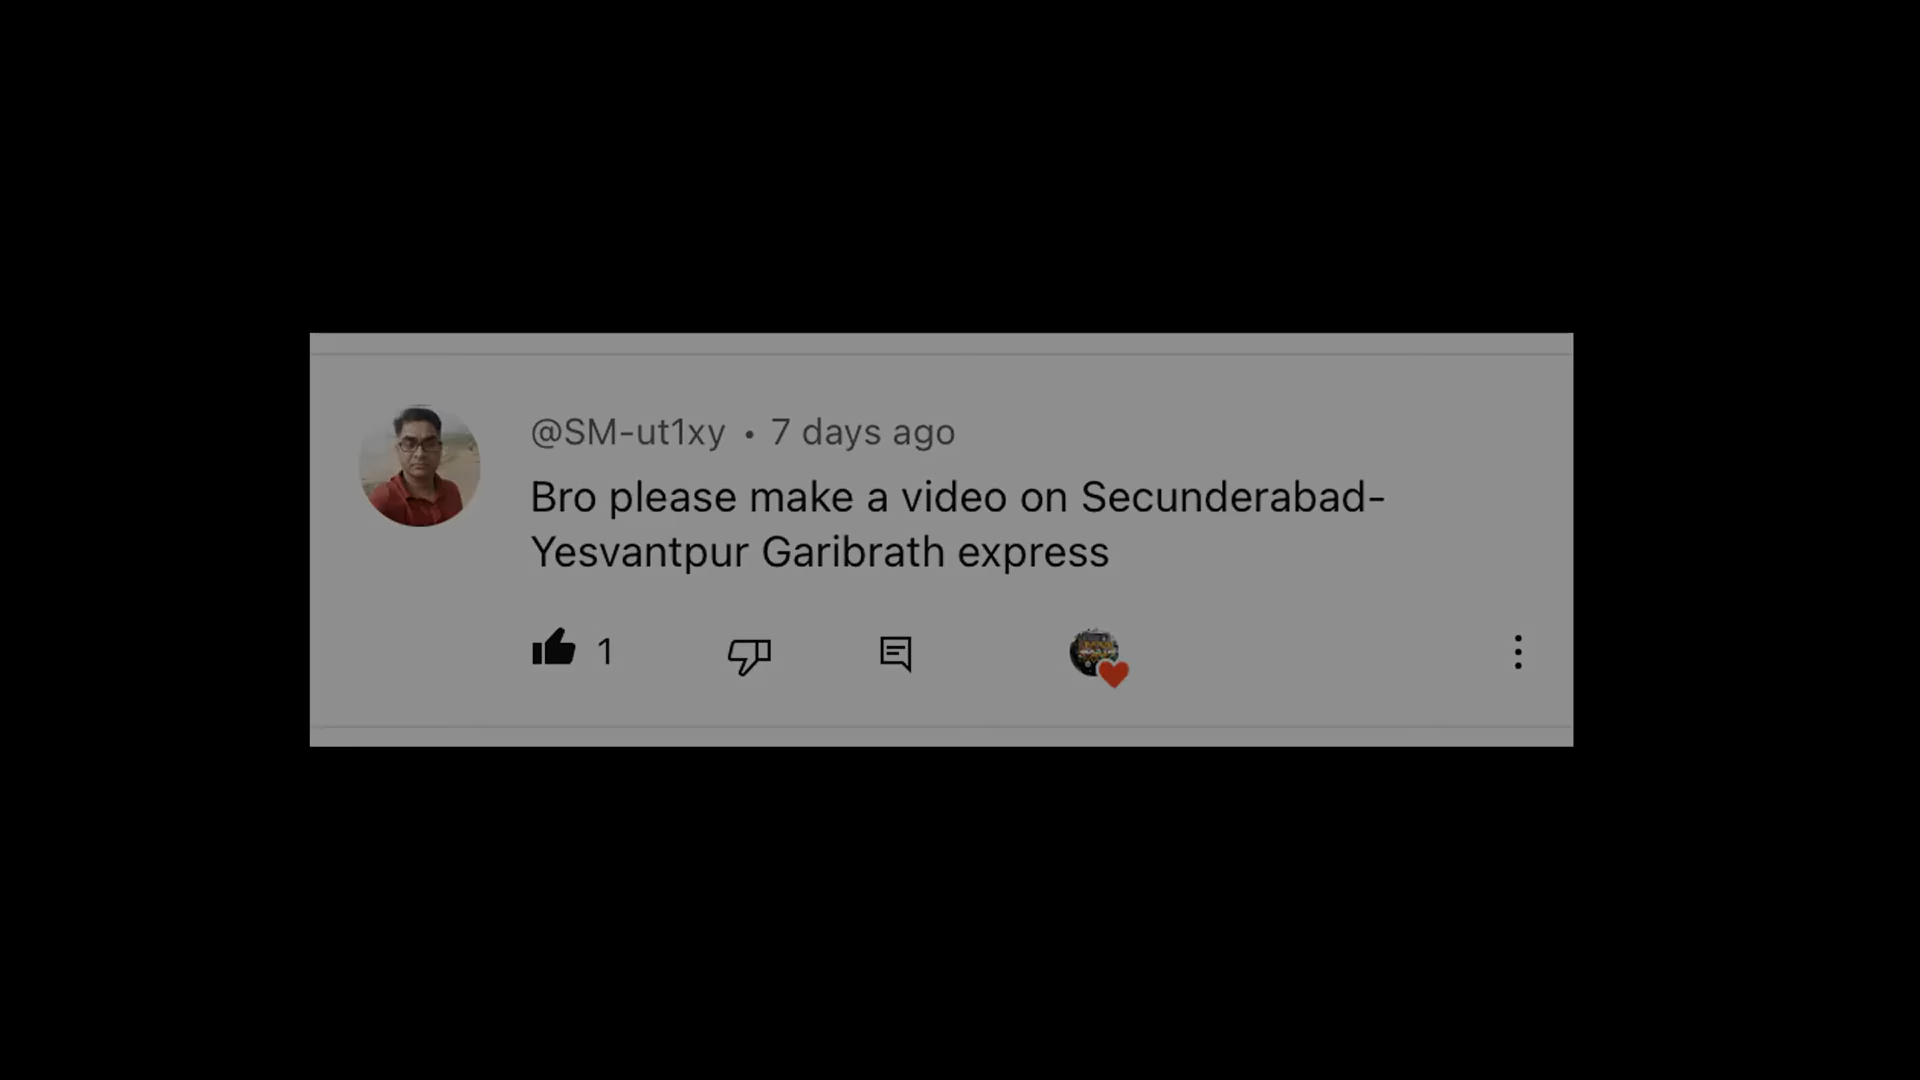 @SM-ut1xy • 7 days ago
Bro please make a video on Secunderabad-
Yesvantpur Garibrath express
1